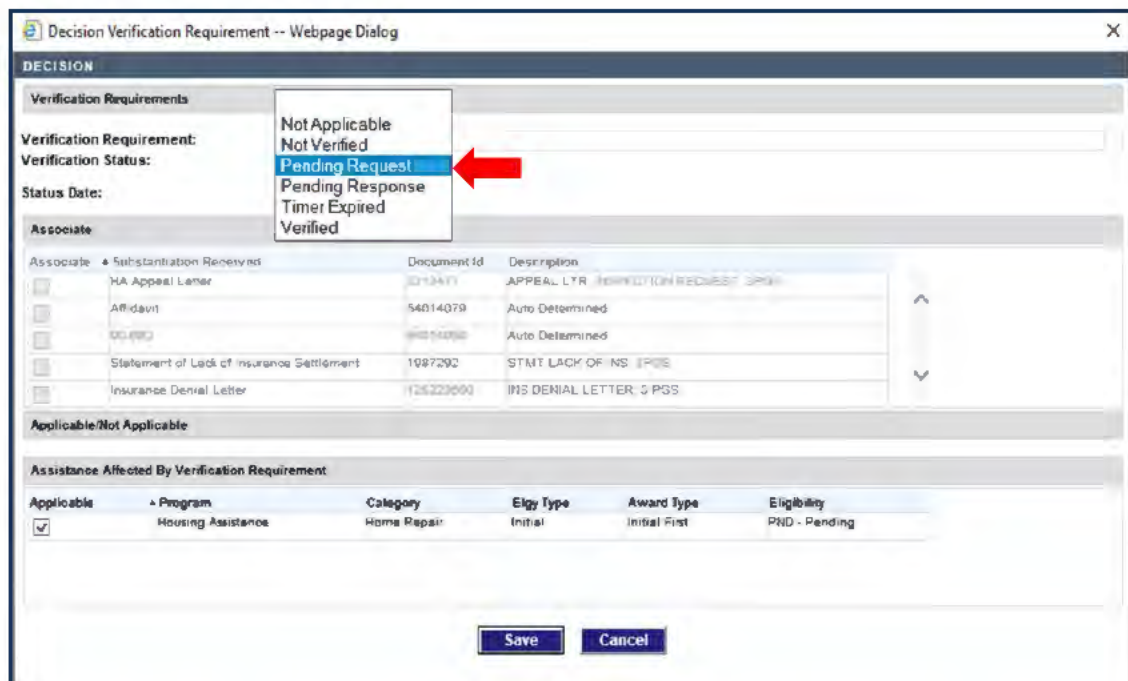 Decision Verification Requirement -- Webpage Dialog
DECISION
Verification Requirements
Verification Requirement:
Verification Status:
Status Date:
Not Applicable
Not Verified
Pending Request
Pending Response
Timer Expired
Verified
Associate
Associate Substantiation Received Document Id Description
HA Appeal Letter APPEAL LTR
Affidavit 54014079 Auto Determined
Auto Determined
Statement of Lack of Insurance Settlement 1987292 STMT LACK OF INS
Insurance Denial Letter INS DENIAL LETTER, 3 PGS
Applicable/Not Applicable
Assistance Affected By Verification Requirement
Applicable Program Category Elgy Type Award Type Eligibility
Housing Assistance Home Repair Initial Initial First PND - Pending
Save Cancel